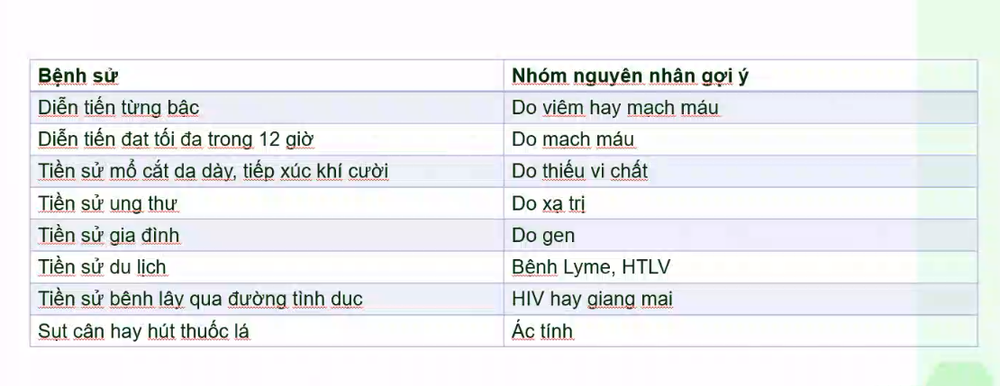 Bệnh sử Nhóm nguyên nhân gợi ý
Diễn tiến từng bậc Do viêm hay mạch máu
Diễn tiến đạt tối đa trong 12 giờ Do mạch máu
Tiền sử mổ cắt dạ dày, tiếp xúc khí cười Do thiếu vi chất
Tiền sử ung thư Do xạ trị
Tiền sử gia đình Do gen
Tiền sử du lịch Bệnh Lyme, HTLV
Tiền sử bệnh lây qua đường tình dục HIV hay giang mai
Sụt cân hay hút thuốc lá Ác tính